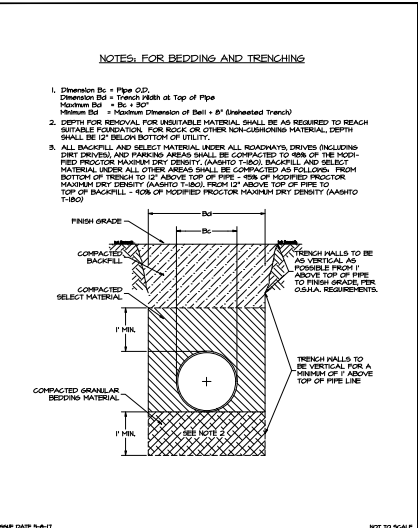 NOTES: FOR BEDDING AND TRENCHING
1. Dimension Bc = Pipe O.D.
Dimension Bd = Trench Width at Top of Pipe
Maximum Bd = Bc + 30"
Minimum Bd = Maximum Dimension of Bell + 8" (Unsheeted Trench)
2. DEPTH FOR REMOVAL FOR UNSUITABLE MATERIAL SHALL BE AS REQUIRED TO REACH
SUITABLE FOUNDATION. FOR ROCK OR OTHER NON-CUSHIONING MATERIAL, DEPTH
SHALL BE 12" BELOW BOTTOM OF UTILITY.
3. ALL BACKFILL AND SELECT MATERIAL UNDER ALL ROADWAYS, DRIVES (INCLUDING
DIRT DRIVES), AND PARKING AREAS SHALL BE COMPACTED TO 98% OF THE MODI-
FIED PROCTOR MAXIMUM DRY DENSITY. (AASHTO T-180). BACKFILL AND SELECT
MATERIAL UNDER ALL OTHER AREAS SHALL BE COMPACTED AS FOLLOWS: FROM
BOTTOM OF TRENCH TO 12" ABOVE TOP OF PIPE - 95% OF MODIFIED PROCTOR
MAXIMUM DRY DENSITY (AASHTO T-180). FROM 12" ABOVE TOP OF PIPE TO
TOP OF BACKFILL - 90% OF MODIFIED PROCTOR MAXIMUM DRY DENSITY (AASHTO
T-180)
Bd
FINISH GRADE
Bc
COMPACTED
BACKFILL
TRENCH WALLS TO BE
AS VERTICAL AS
POSSIBLE FROM 1'
ABOVE TOP OF PIPE
TO FINISH GRADE, PER
O.S.H.A. REQUIREMENTS.
COMPACTED
SELECT MATERIAL
1' MIN.
TRENCH WALLS TO
BE VERTICAL FOR A
MINIMUM OF 1' ABOVE
TOP OF PIPE LINE
COMPACTED GRANULAR
BEDDING MATERIAL
1' MIN.
SEE NOTE 2
NOT TO SCALE